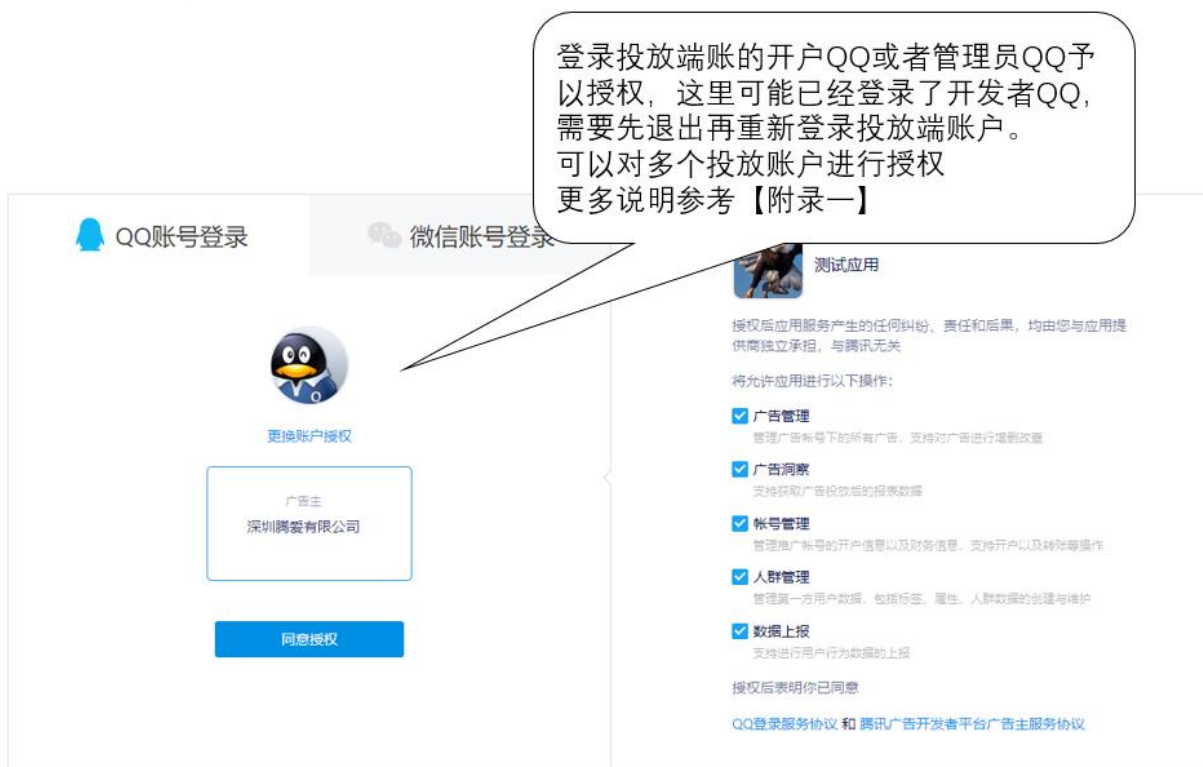 登录投放端账的开户QQ或者管理员QQ予
以授权，这里可能已经登录了开发者QQ，
需要先退出再重新登录投放端账户。
可以对多个投放账户进行授权
更多说明参考【附录一】
QQ账号登录
微信账号登录
更换账户授权
广告主
深圳腾爱有限公司
同意授权
测试应用
授权后应用服务产生的任何纠纷、责任和后果，均由您与应用提
供商独立承担，与腾讯无关
将允许应用进行以下操作：
广告管理
管理广告帐号下的所有广告，支持对广告进行增删改查
广告洞察
支持获取广告投放后的报表数据
帐号管理
管理推广帐号的开户信息以及财务信息，支持开户以及转账等操作
人群管理
管理第一方用户数据，包括标签、属性、人群数据的创建与维护
数据上报
支持进行用户行为数据的上报
授权后表明你已同意
QQ登录服务协议 和 腾讯广告开发者平台广告主服务协议